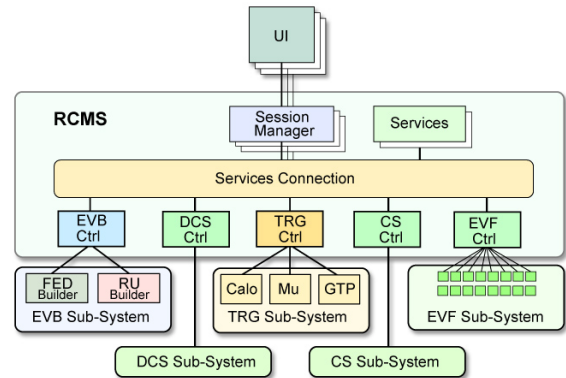 UI
RCMS
Session
Manager
Services
Services Connection
EVB
Ctrl
DCS
Ctrl
TRG
Ctrl
CS
Ctrl
EVF
Ctrl
FED
Builder
RU
Builder
EVB Sub-System
Calo
Mu
GTP
TRG Sub-System
EVF Sub-System
DCS Sub-System
CS Sub-System